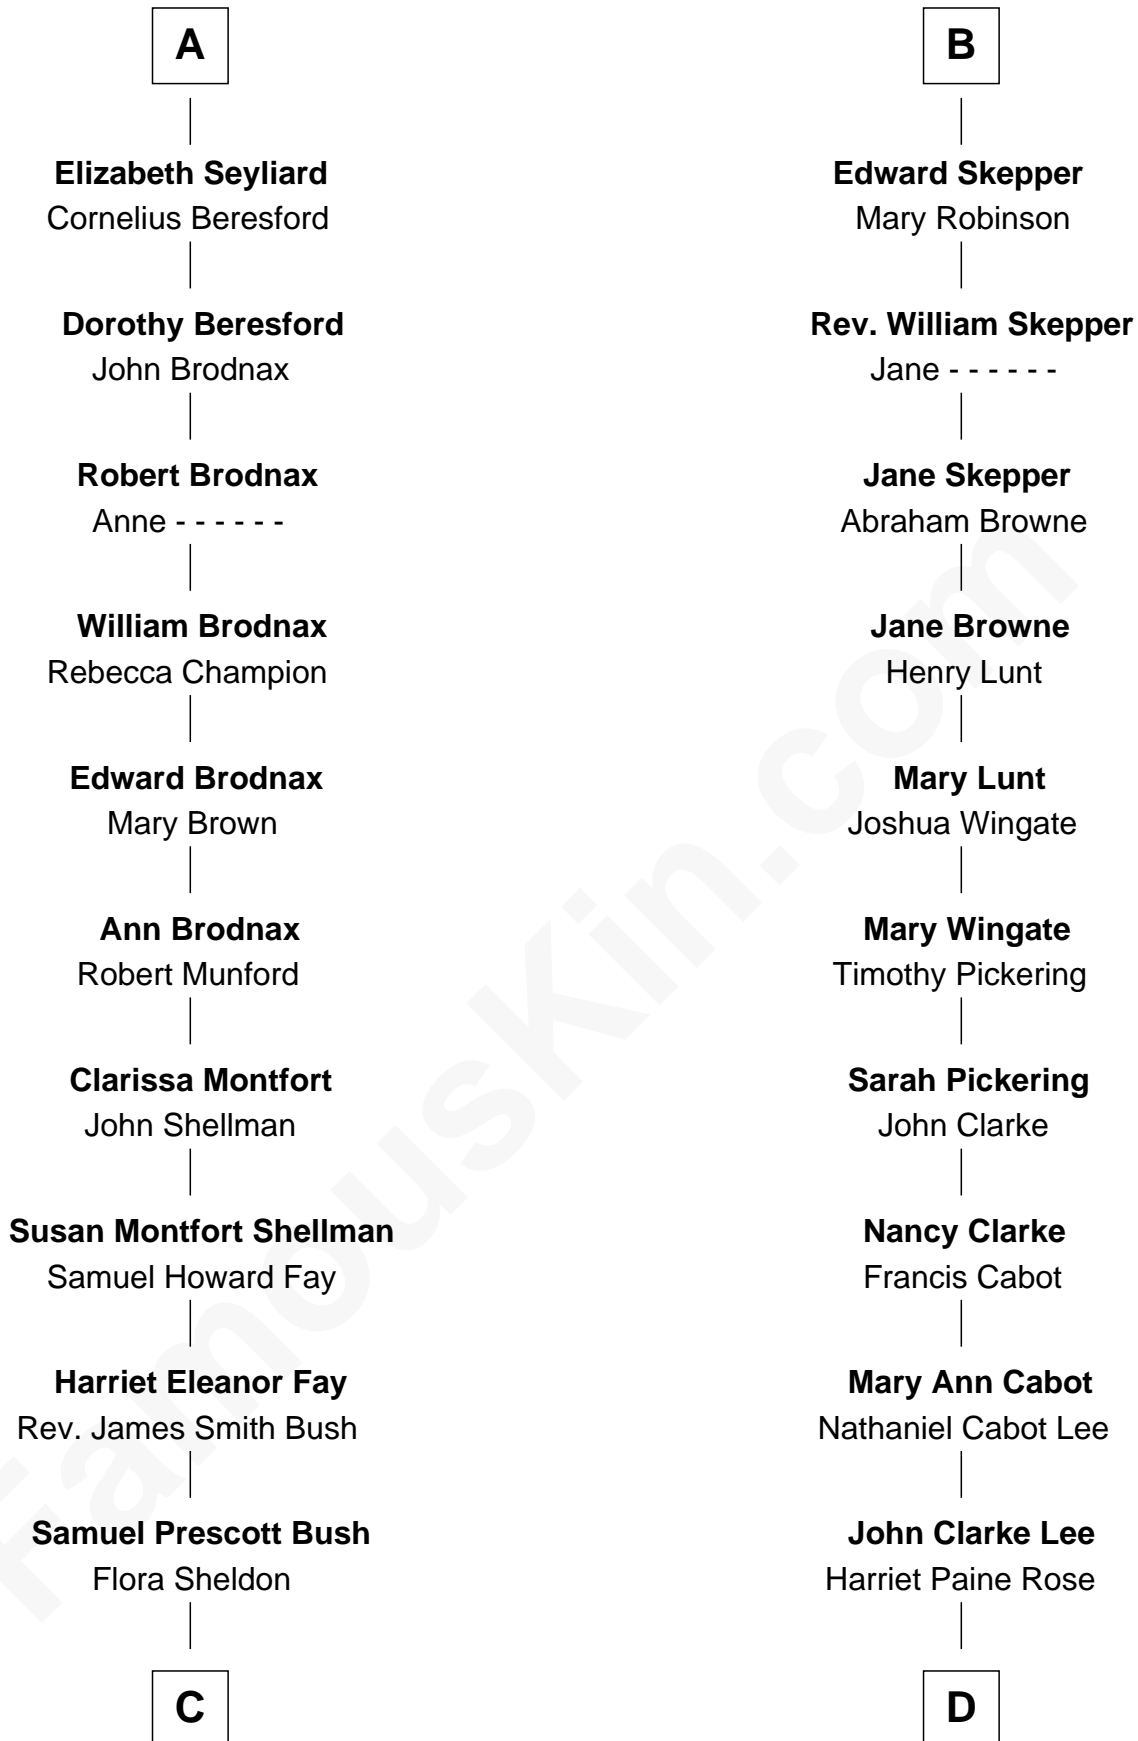 A
Elizabeth Seyliard
Cornelius Beresford
Dorothy Beresford
John Brodnax
Robert Brodnax
Anne - - - - - -
William Brodnax
Rebecca Champion
Edward Brodnax
Mary Brown
Ann Brodnax
Robert Munford
Clarissa Montfort
John Shellman
Susan Montfort Shellman
Samuel Howard Fay
Harriet Eleanor Fay
Rev. James Smith Bush
Samuel Prescott Bush
Flora Sheldon
C
B
Edward Skepper
Mary Robinson
Rev. William Skepper
Jane - - - - - -
Jane Skepper
Abraham Browne
Jane Browne
Henry Lunt
Mary Lunt
Joshua Wingate
Mary Wingate
Timothy Pickering
Sarah Pickering
John Clarke
Nancy Clarke
Francis Cabot
Mary Ann Cabot
Nathaniel Cabot Lee
John Clarke Lee
Harriet Paine Rose
D
FamousKin.com